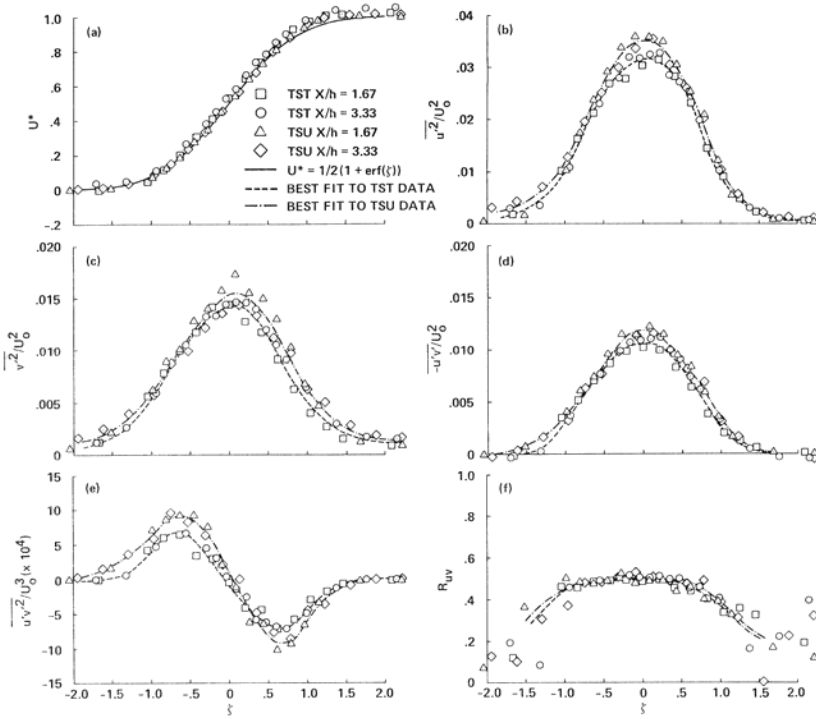 (a)
1.0
.8
.6
.4
.2
0
-.2
U*
TST X/h = 1.67
TST X/h = 3.33
TSU X/h = 1.67
TSU X/h = 3.33
U* = 1/2 (1 + erf(ζ))
BEST FIT TO TST DATA
BEST FIT TO TSU DATA
(b)
.04
.03
.02
.01
0
u'²/U₀²
(c)
.020
.015
.010
.005
0
v'²/U₀²
(d)
.020
.015
.010
.005
0
-u'v'/U₀²
(e)
15
10
5
0
-5
-10
-15
u'v'²/U₀³ (x 10⁴)
-2.0 -1.5 -1.0 -.5 0 .5 1.0 1.5 2.0
ζ
(f)
.8
.6
.4
.2
0
Ruv
-2.0 -1.5 -1.0 -.5 0 .5 1.0 1.5 2.0
ζ